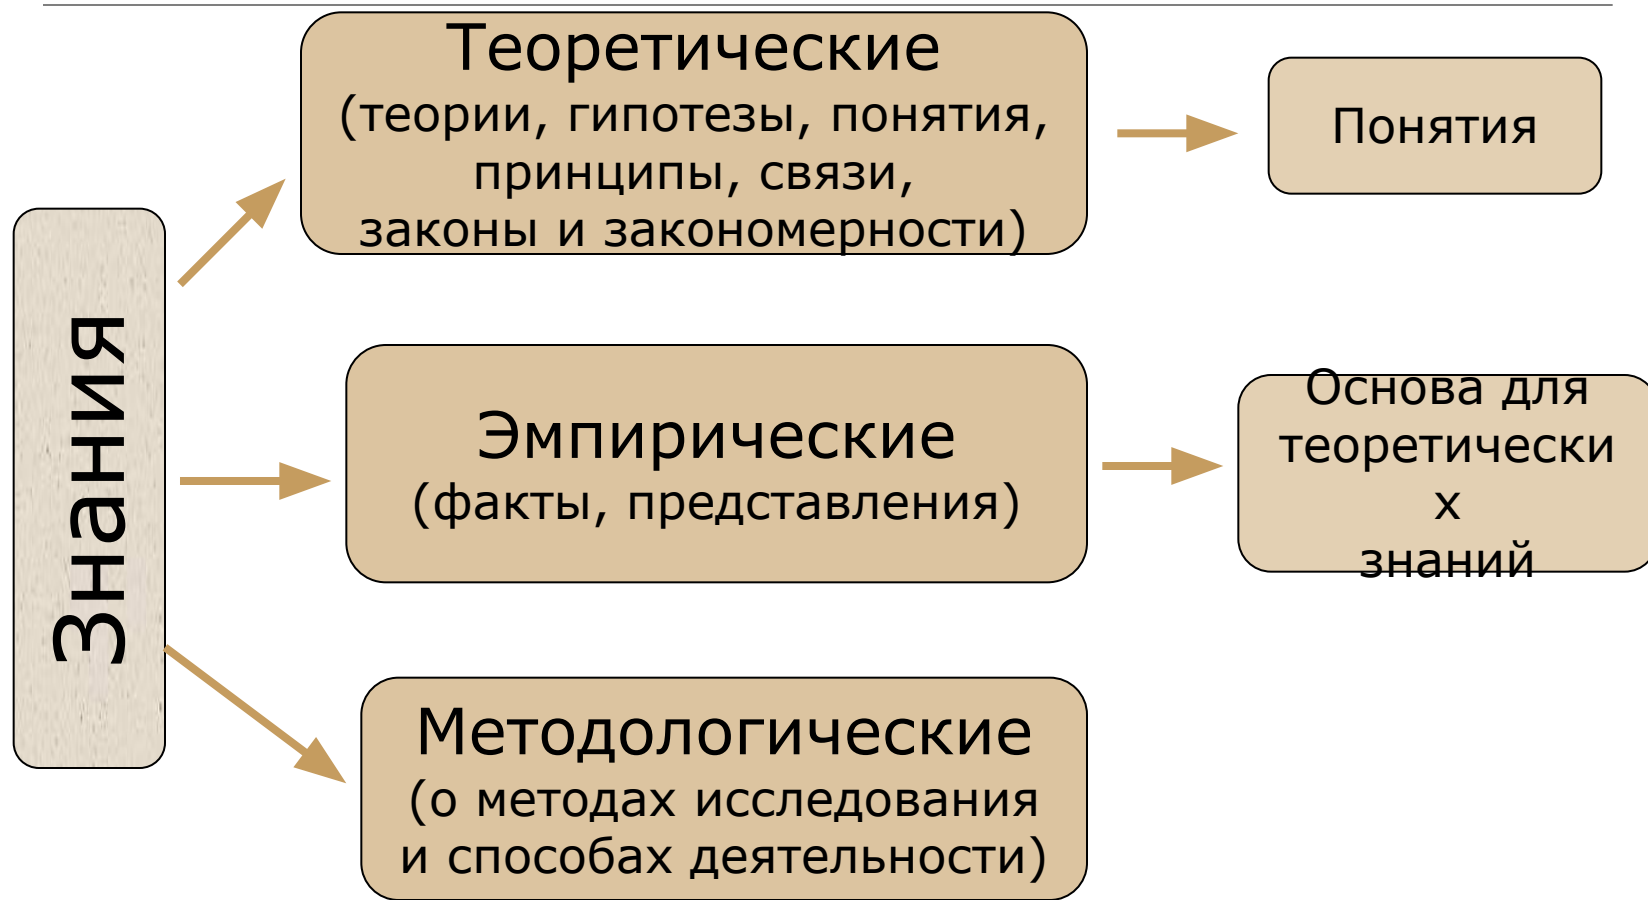 Знания
Теоретические
(теории, гипотезы, понятия,
принципы, связи,
законы и закономерности)
Понятия
Эмпирические
(факты, представления)
Основа для
теоретически
х
знаний
Методологические
(о методах исследования
и способах деятельности)